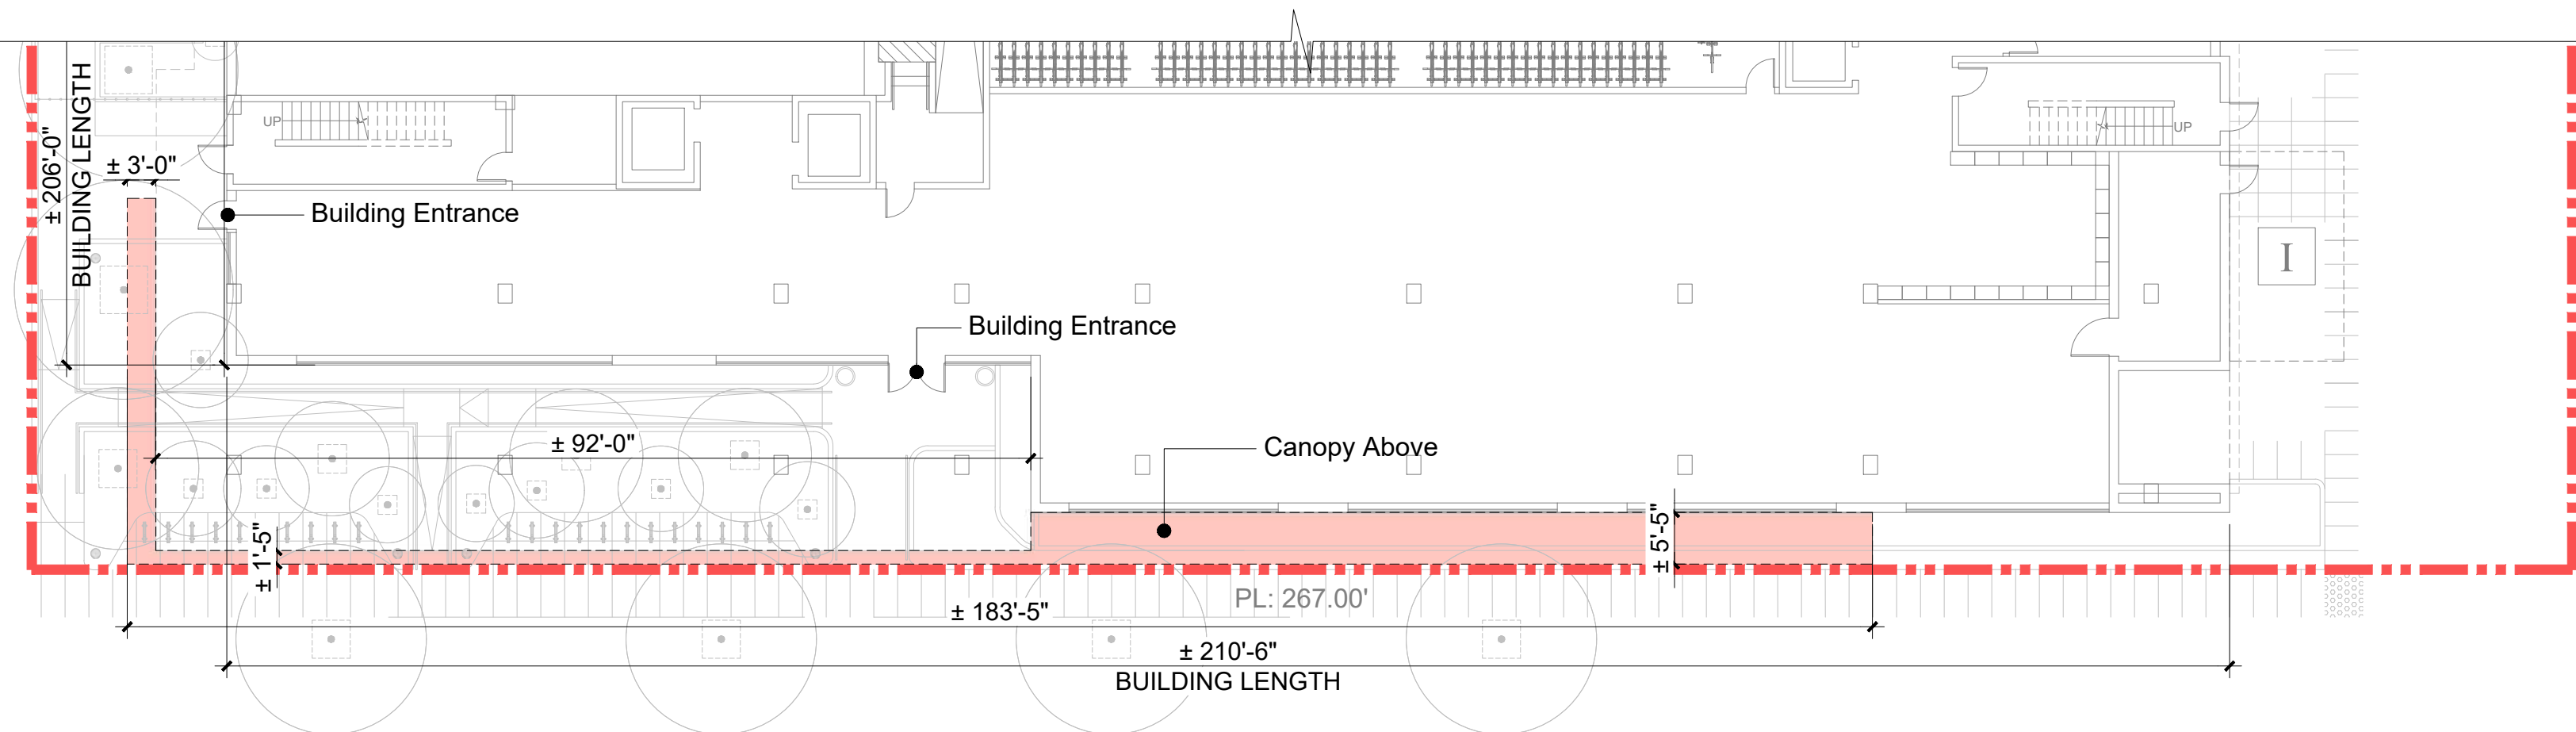 ± 206'-0"
BUILDING LENGTH
± 3'-0"
UP
Building Entrance
UP
I
Building Entrance
± 92'-0"
Canopy Above
± 1'-5"
± 5'-5"
PL: 267.00'
± 183'-5"
± 210'-6"
BUILDING LENGTH